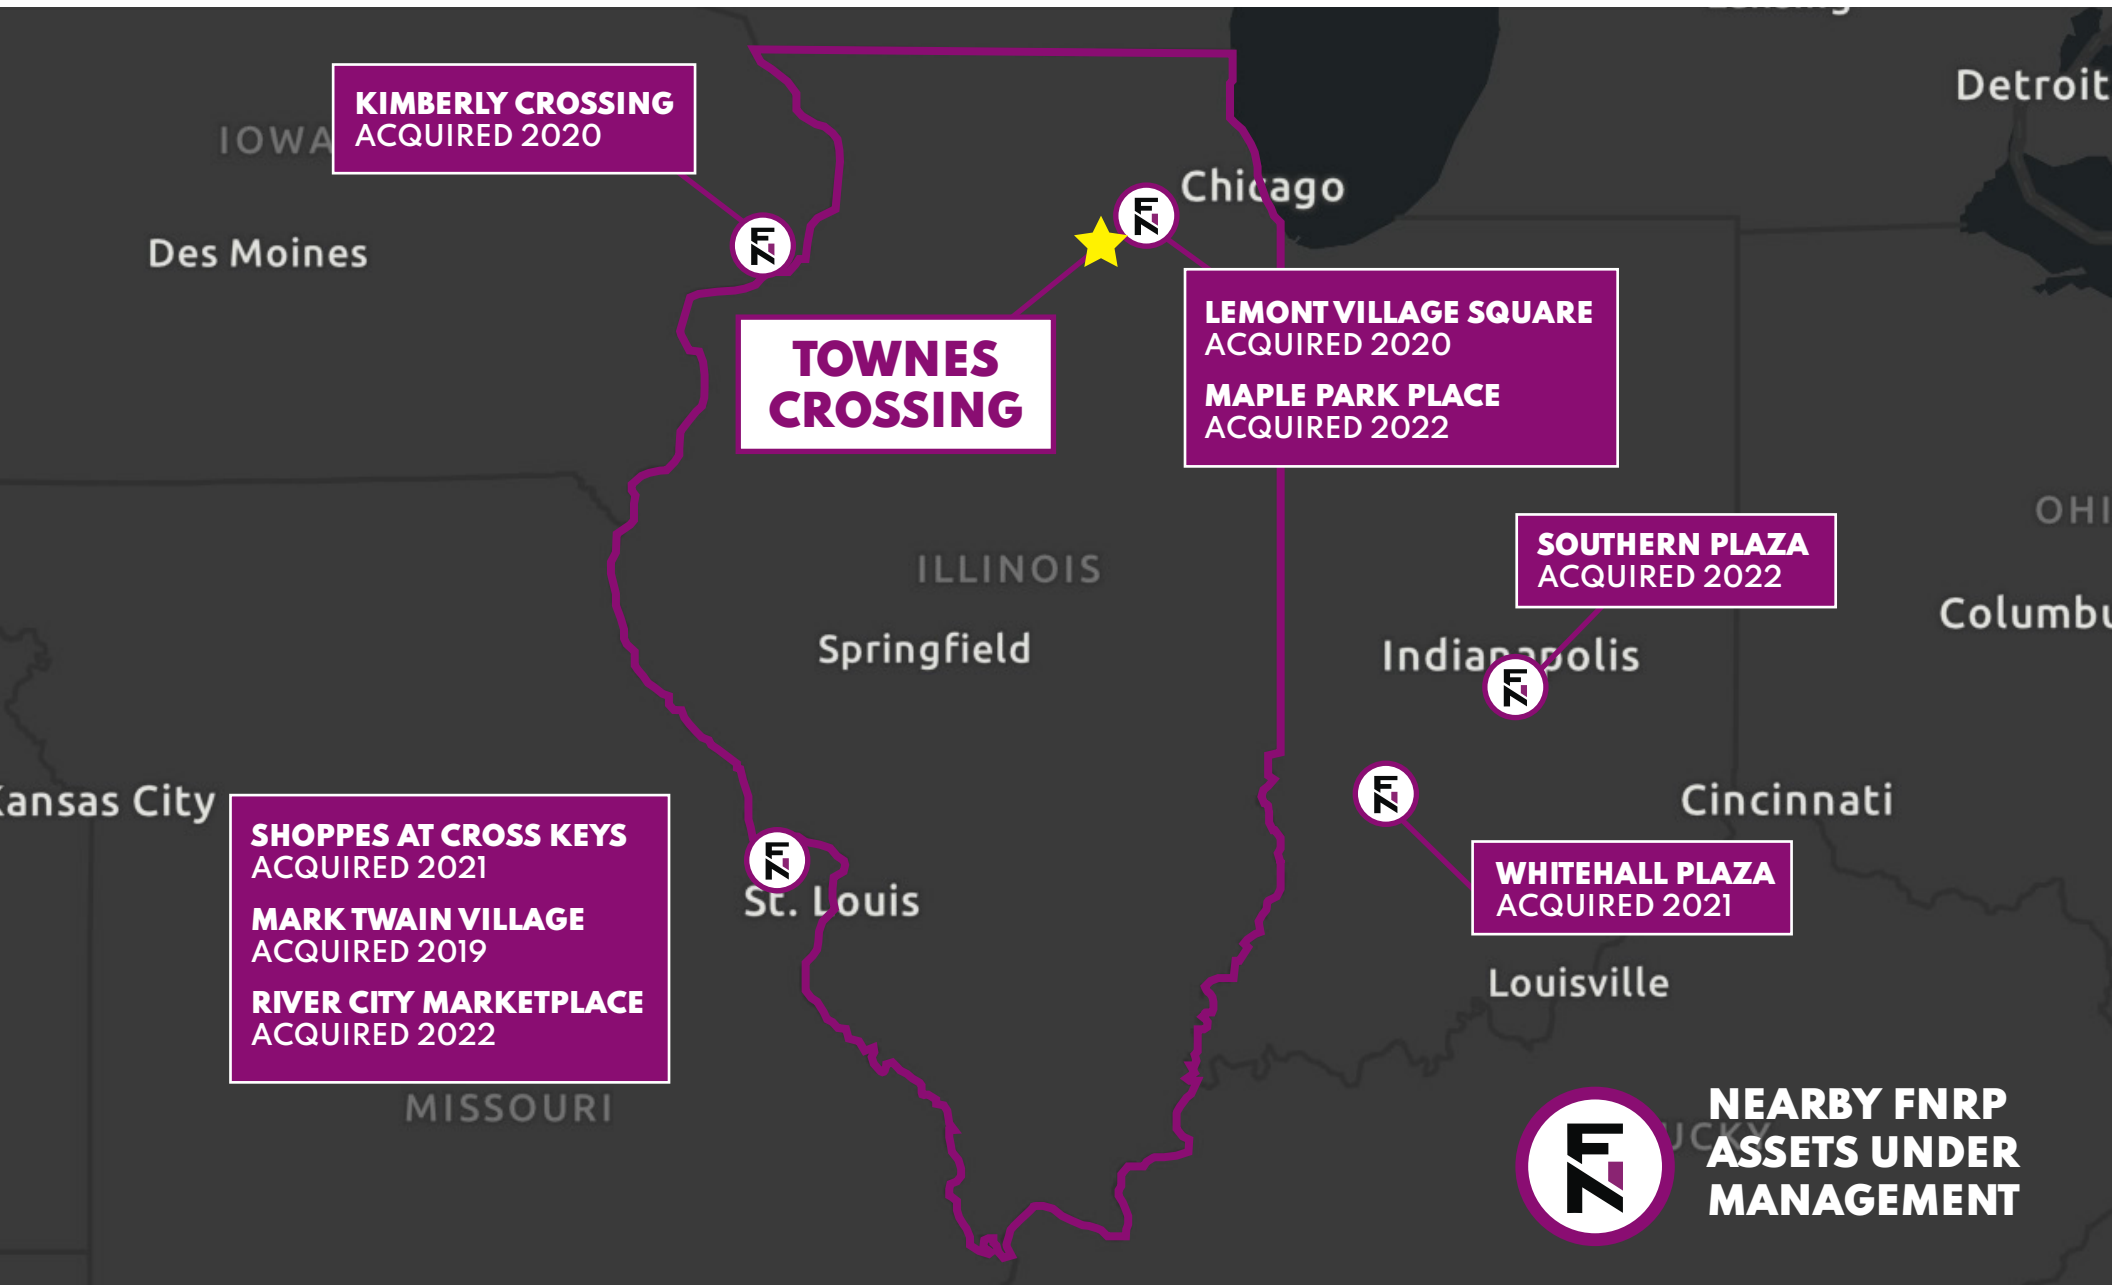 Detroit
KIMBERLY CROSSING
ACQUIRED 2020
IOWA
Chicago
Des Moines
LEMONT VILLAGE SQUARE
ACQUIRED 2020
MAPLE PARK PLACE
ACQUIRED 2022
TOWNES
CROSSING
OHI
SOUTHERN PLAZA
ACQUIRED 2022
ILLINOIS
Columbu
Springfield
Indianapolis
Kansas City
Cincinnati
SHOPPES AT CROSS KEYS
ACQUIRED 2021
MARK TWAIN VILLAGE
ACQUIRED 2019
RIVER CITY MARKETPLACE
ACQUIRED 2022
St. Louis
WHITEHALL PLAZA
ACQUIRED 2021
Louisville
MISSOURI
UCKY
NEARBY FNRP
ASSETS UNDER
MANAGEMENT